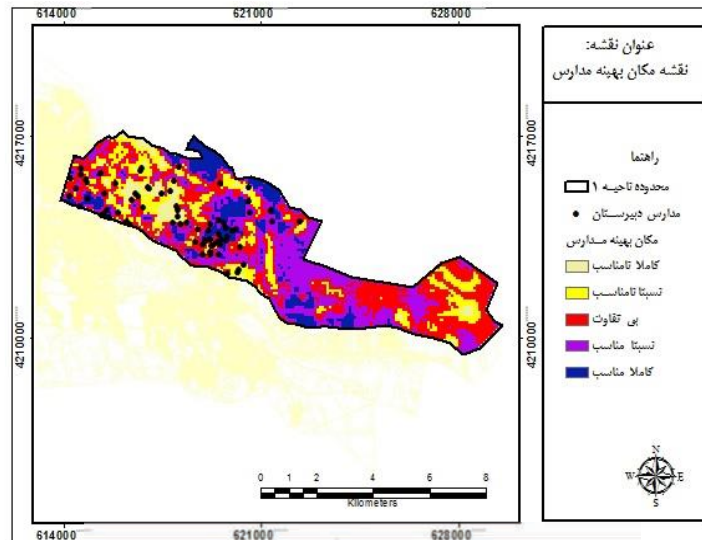 614000 621000 628000
عنوان نقشه:
نقشه مکان بهینه مدارس
4217000 4217000
راهنما
محدوده ناحیه ۱
مدارس دبیرستان
مکان بهینه مدارس
کاملا نامناسب
نسبتا نامناسب
بی تفاوت
نسبتا مناسب
کاملا مناسب
4210000 4210000
N
W E
S
0 1 2 4 6 8
Kilometers
614000 621000 628000